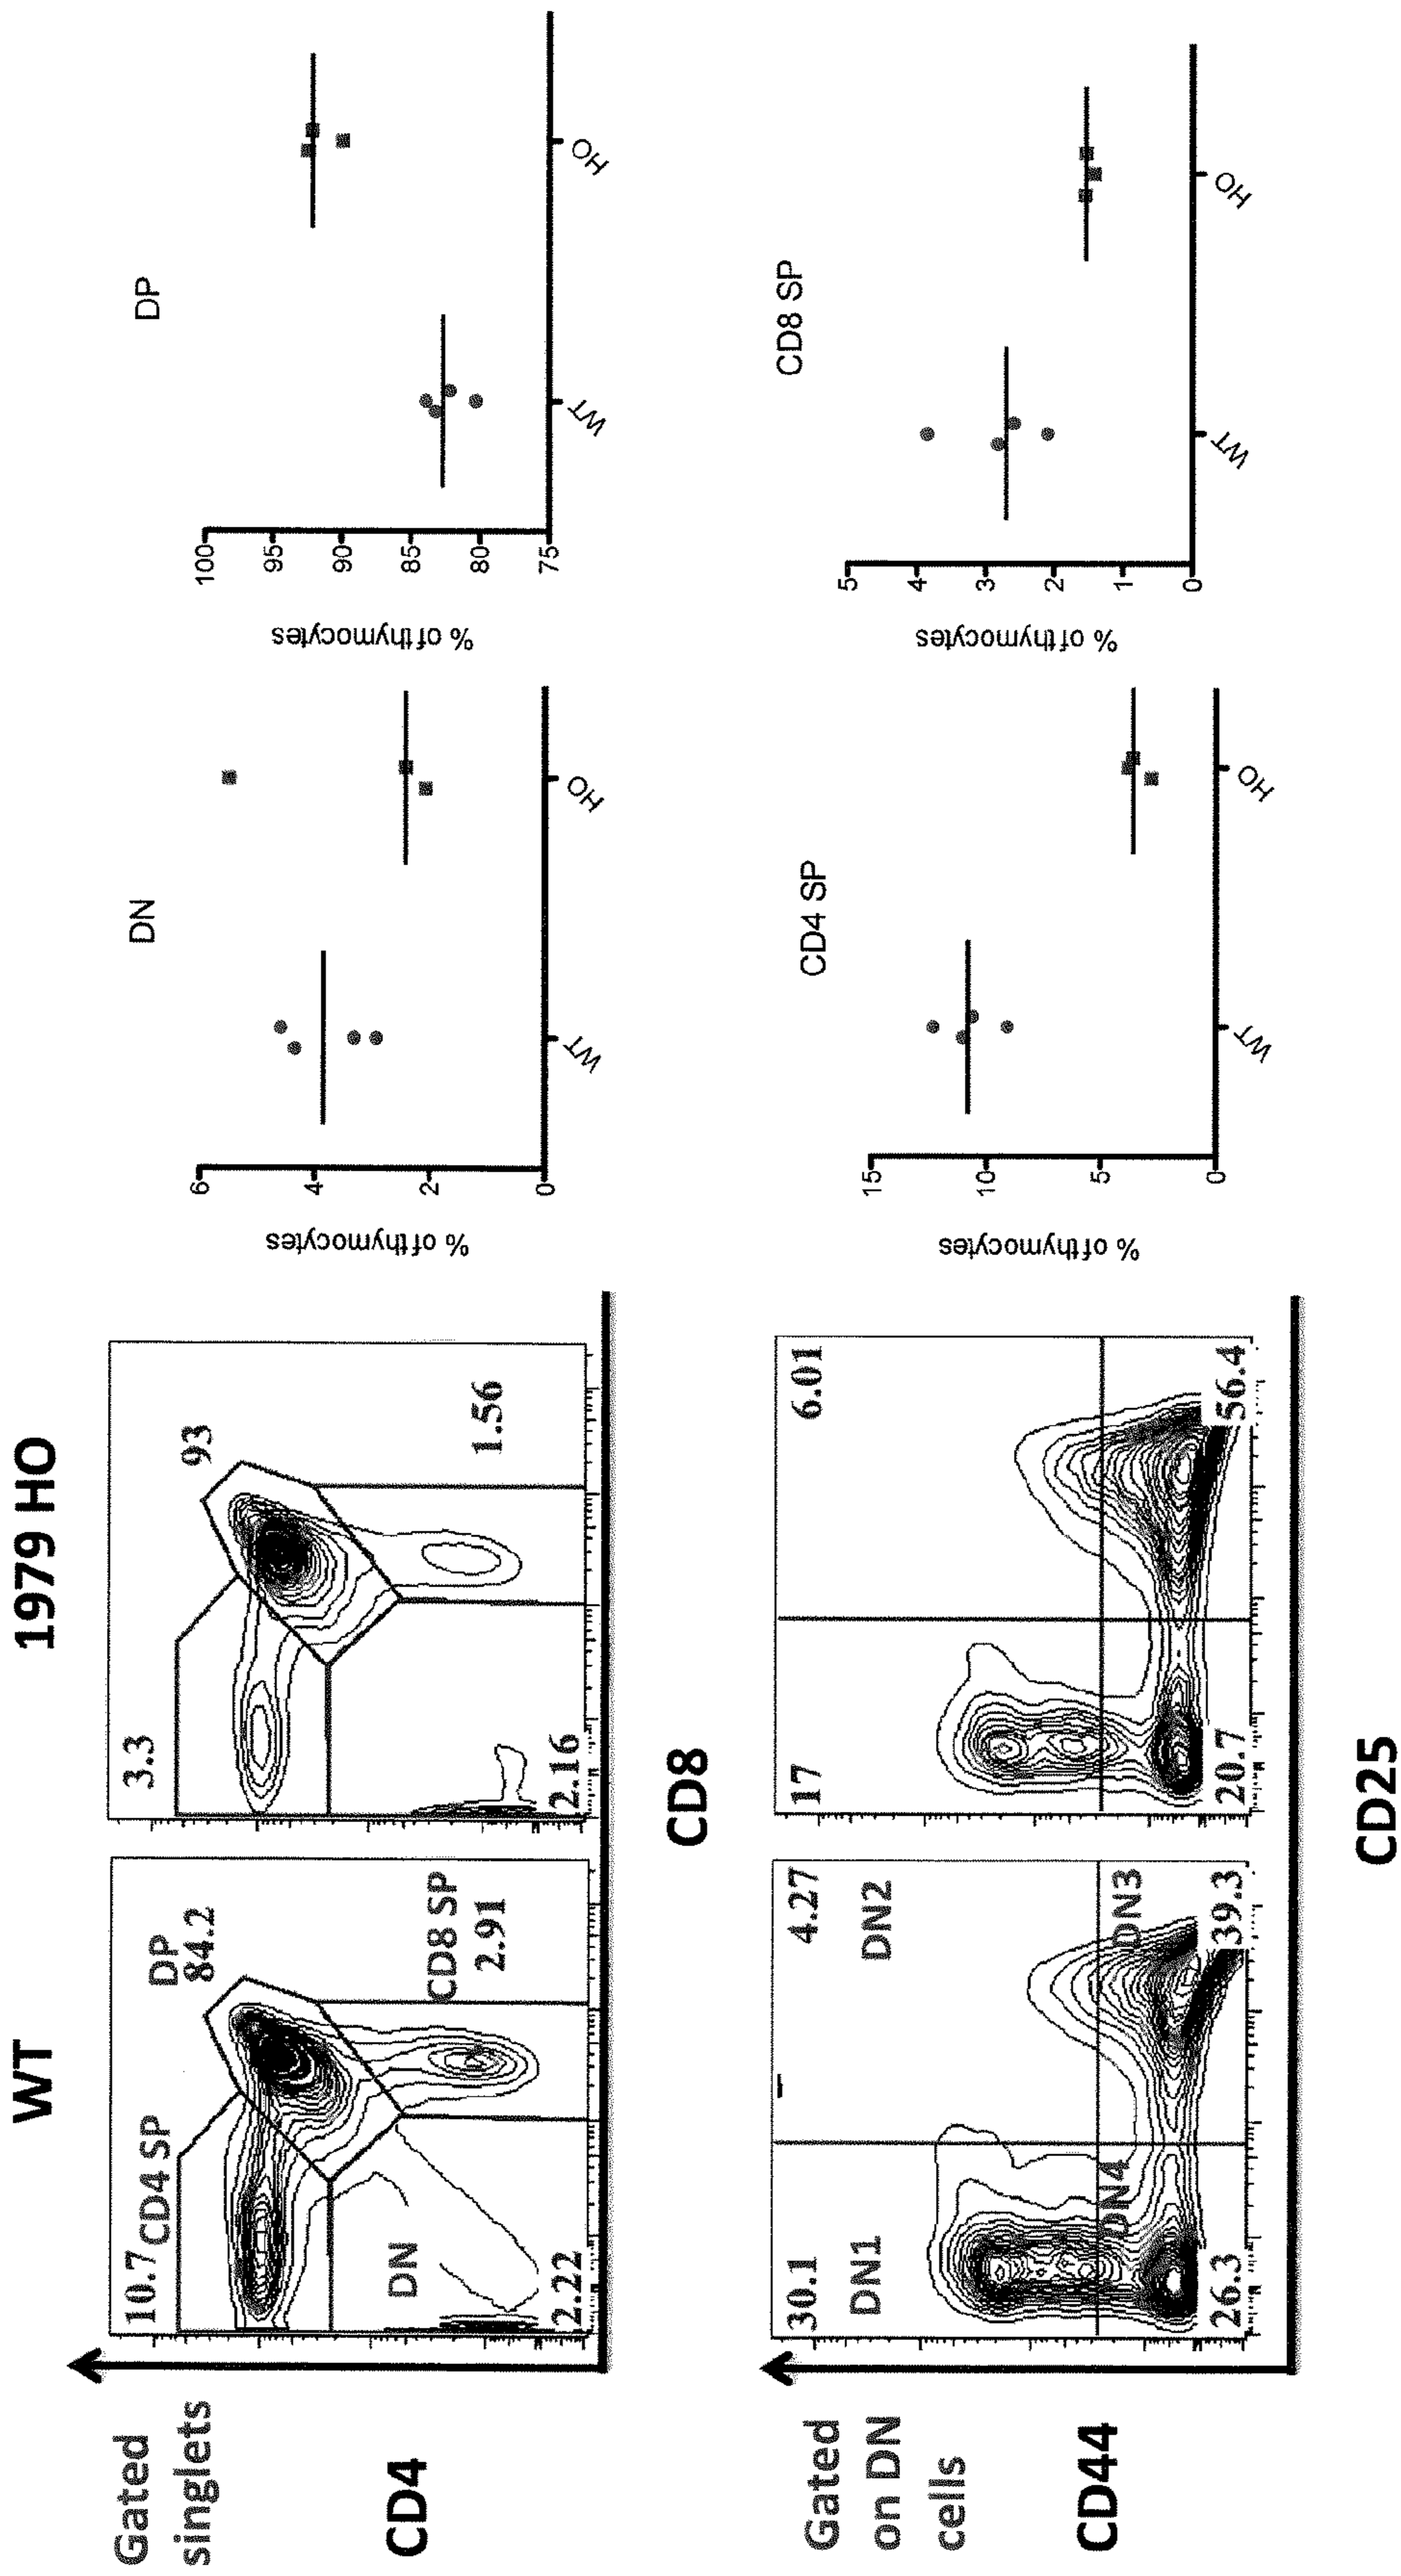 WT
1979 HO
Gated
singlets
CD4
10.7
CD4 SP
DP
84.2
DN
CD8 SP
2.91
2.22
3.3
93
1.56
2.16
CD8
DN
% of thymocytes
6
4
2
0
WT
HO
DP
% of thymocytes
100
95
90
85
80
75
WT
HO
Gated
on DN
cells
CD44
30.1
4.27
DN1
DN2
DN4
DN3
26.3
39.3
17
6.01
20.7
56.4
CD25
CD4 SP
% of thymocytes
15
10
5
0
WT
HO
CD8 SP
% of thymocytes
5
4
3
2
1
0
WT
HO